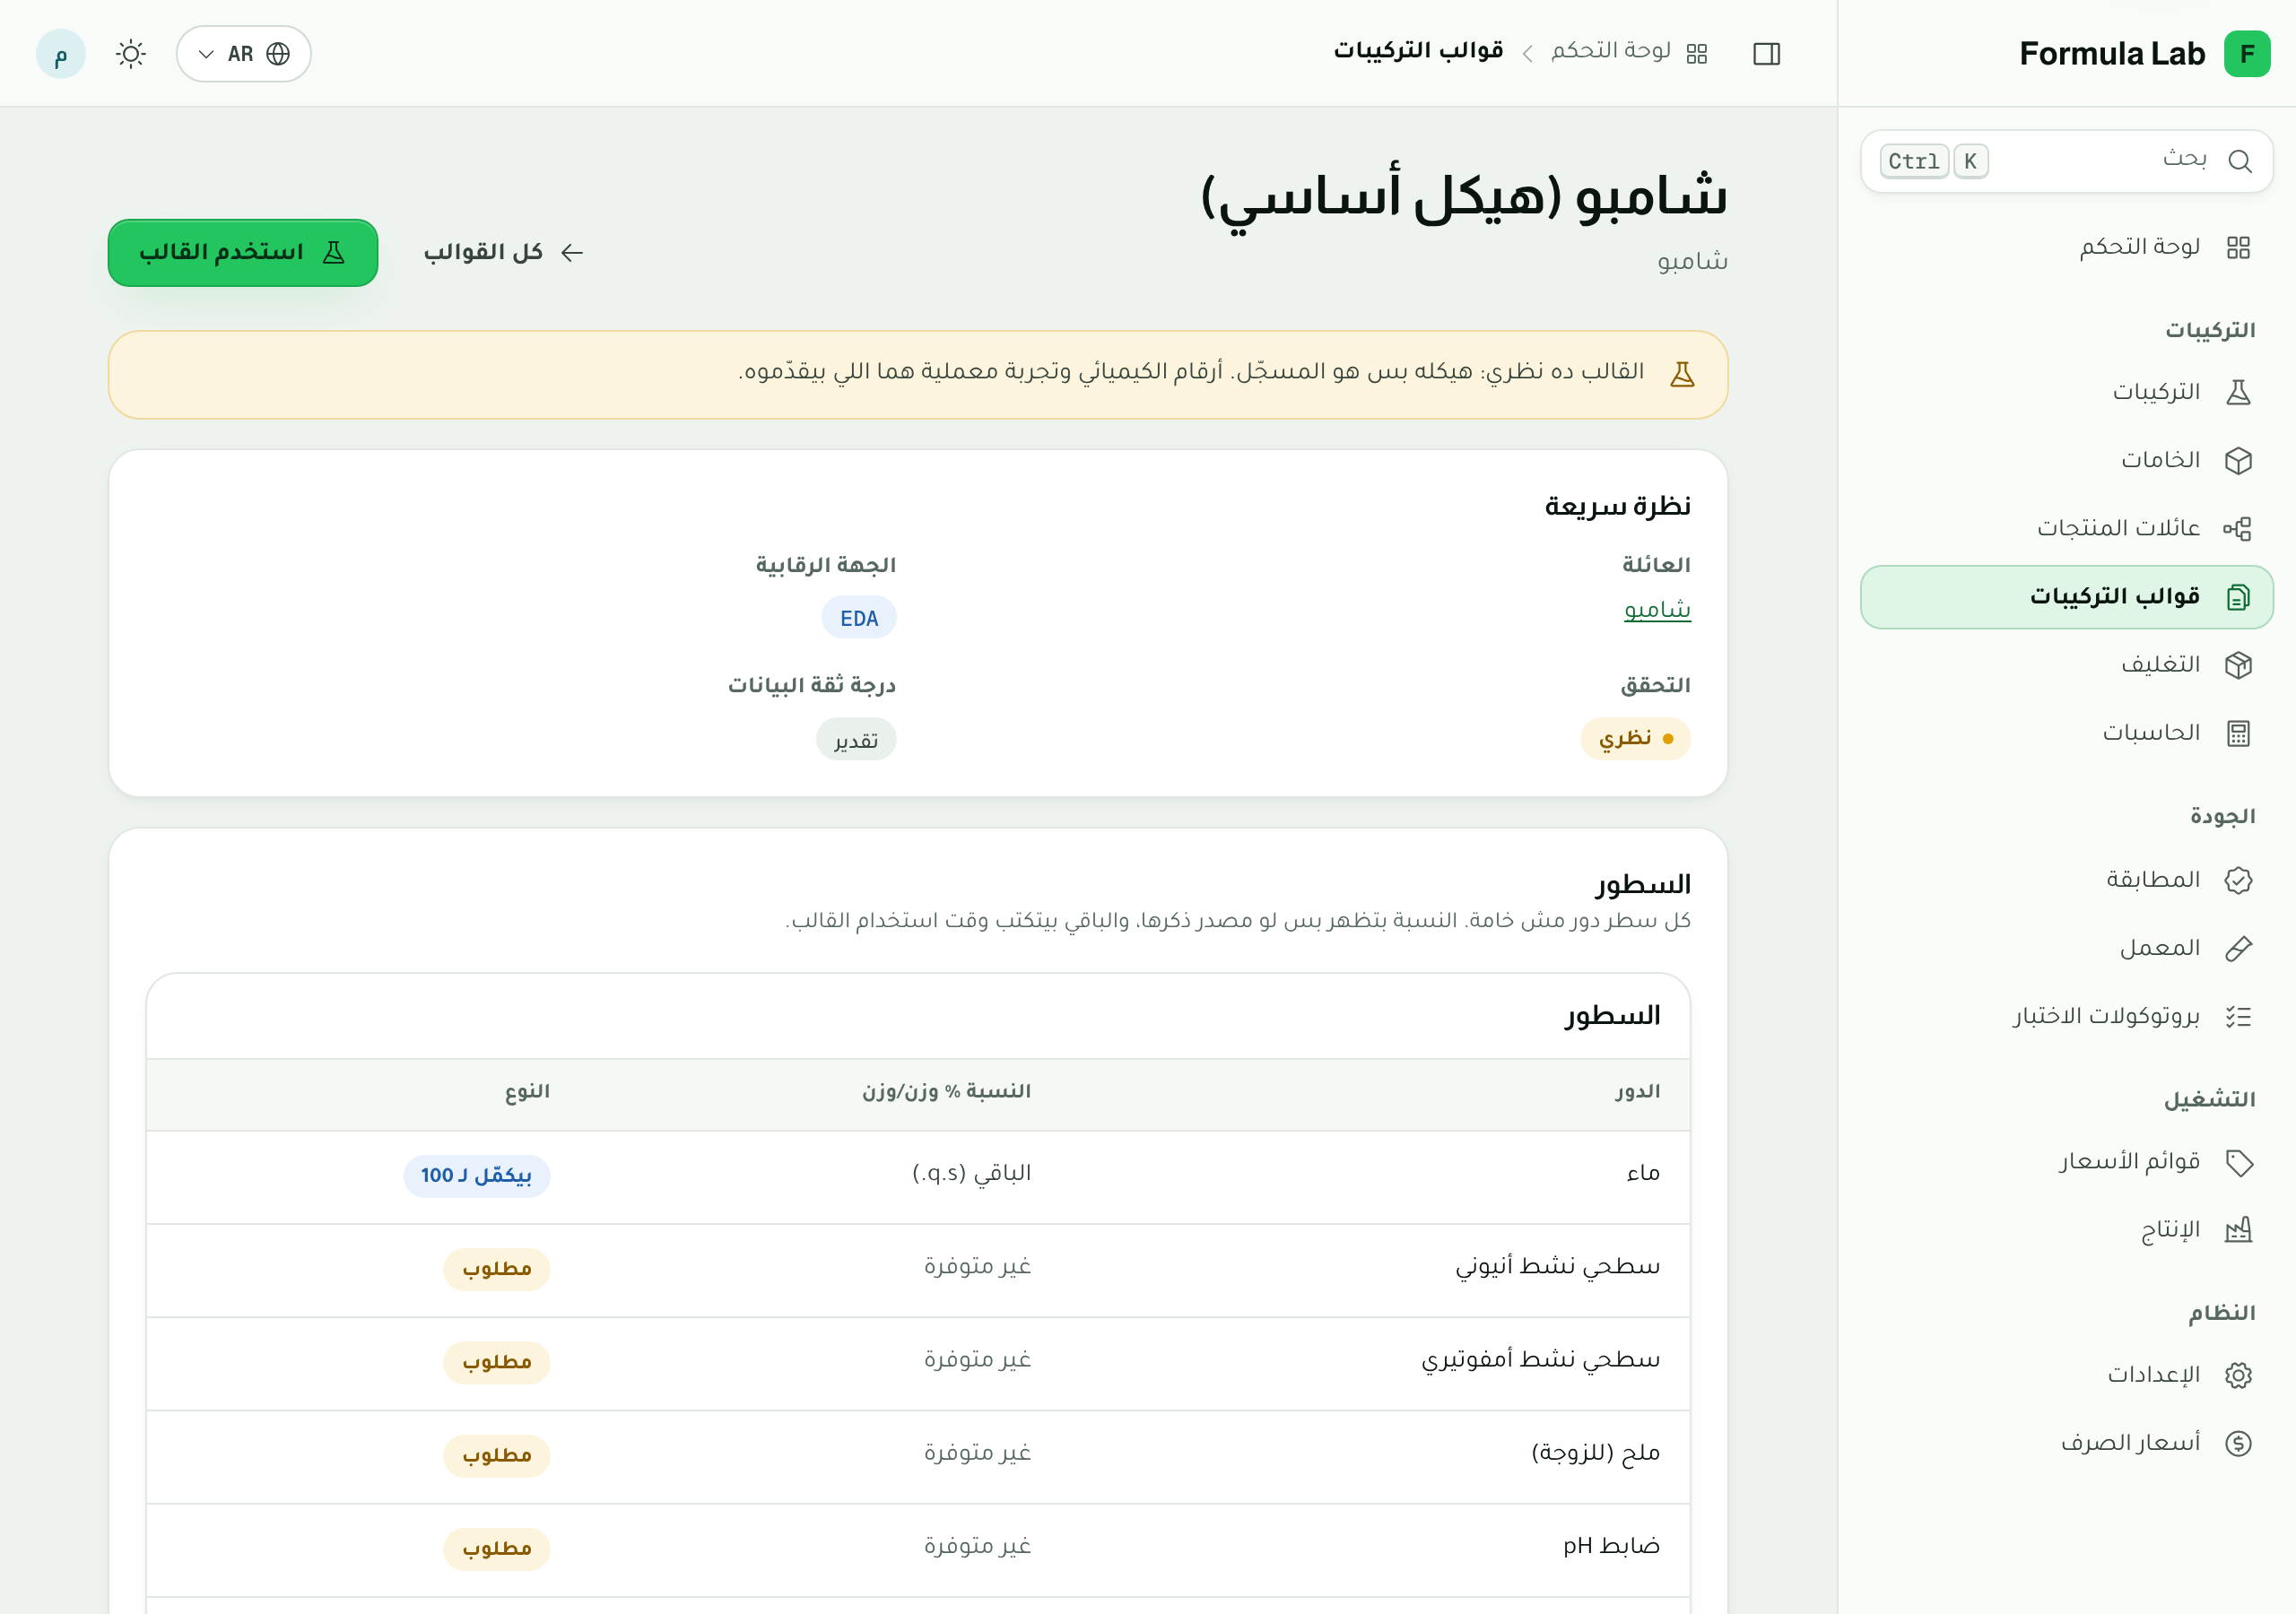 Formula Lab
F
بحث
Ctrl K
لوحة التحكم
التركيبات
التركيبات
الخامات
عائلات المنتجات
قوالب التركيبات
التغليف
الحاسبات
الجودة
المطابقة
المعمل
بروتوكولات الاختبار
التشغيل
قوائم الأسعار
الإنتاج
النظام
الإعدادات
أسعار الصرف
لوحة التحكم
قوالب التركيبات
AR
م
شامبو (هيكل أساسي)
شامبو
كل القوالب
استخدم القالب
القالب ده نظري: هيكله بس هو المسجّل. أرقام الكيميائي وتجربة معملية هما اللي بيقدّموه.
نظرة سريعة
العائلة
شامبو
الجهة الرقابية
EDA
التحقق
نظري
درجة ثقة البيانات
تقدير
السطور
كل سطر دور مش خامة. النسبة بتظهر بس لو مصدر ذكرها، والباقي بيتكتب وقت استخدام القالب.
السطور
الدور النسبة % وزن/وزن النوع
ماء الباقي (q.s.) بيكمّل لـ 100
سطحي نشط أنيوني غير متوفرة مطلوب
سطحي نشط أمفوتيري غير متوفرة مطلوب
ملح (للزوجة) غير متوفرة مطلوب
ضابط pH غير متوفرة مطلوب